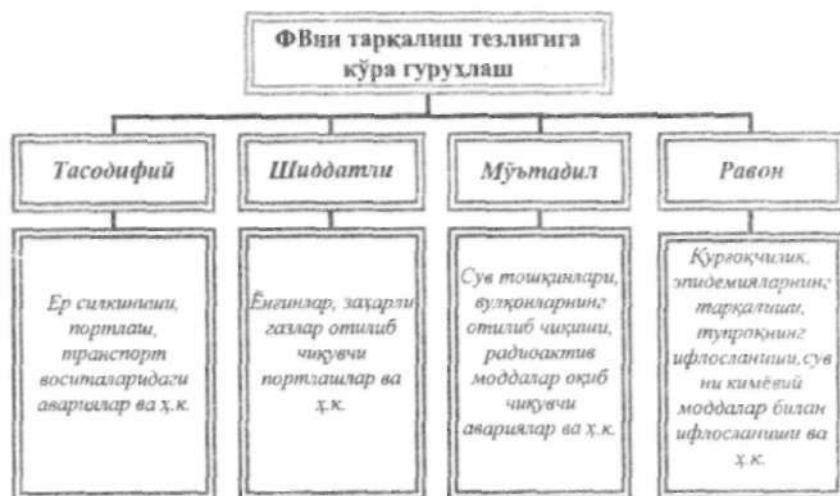 ФВни тарқалиш тезлигига
кўра гуруҳлаш
Тасодифий
Шиддатли
Мўътадил
Равон
Ер силкиниши,
портлаш,
транспорт
воситаларидаги
авариялар ва ҳ.к.
Ёнғинлар, заҳарли
газлар отилиб
чиқувчи
портлашлар ва
ҳ.к.
Сув тошқинлари,
вулқонларнинг
отилиб чиқиши,
радиоактив
моддалар оқиб
чиқувчи
авариялар ва ҳ.к.
Қурғоқчилик,
эпидемияларнинг
тарқалиши,
тупроқнинг
ифлосланиши, сув
ни кимёвий
моддалар билан
ифлосланиши ва
ҳ.к.